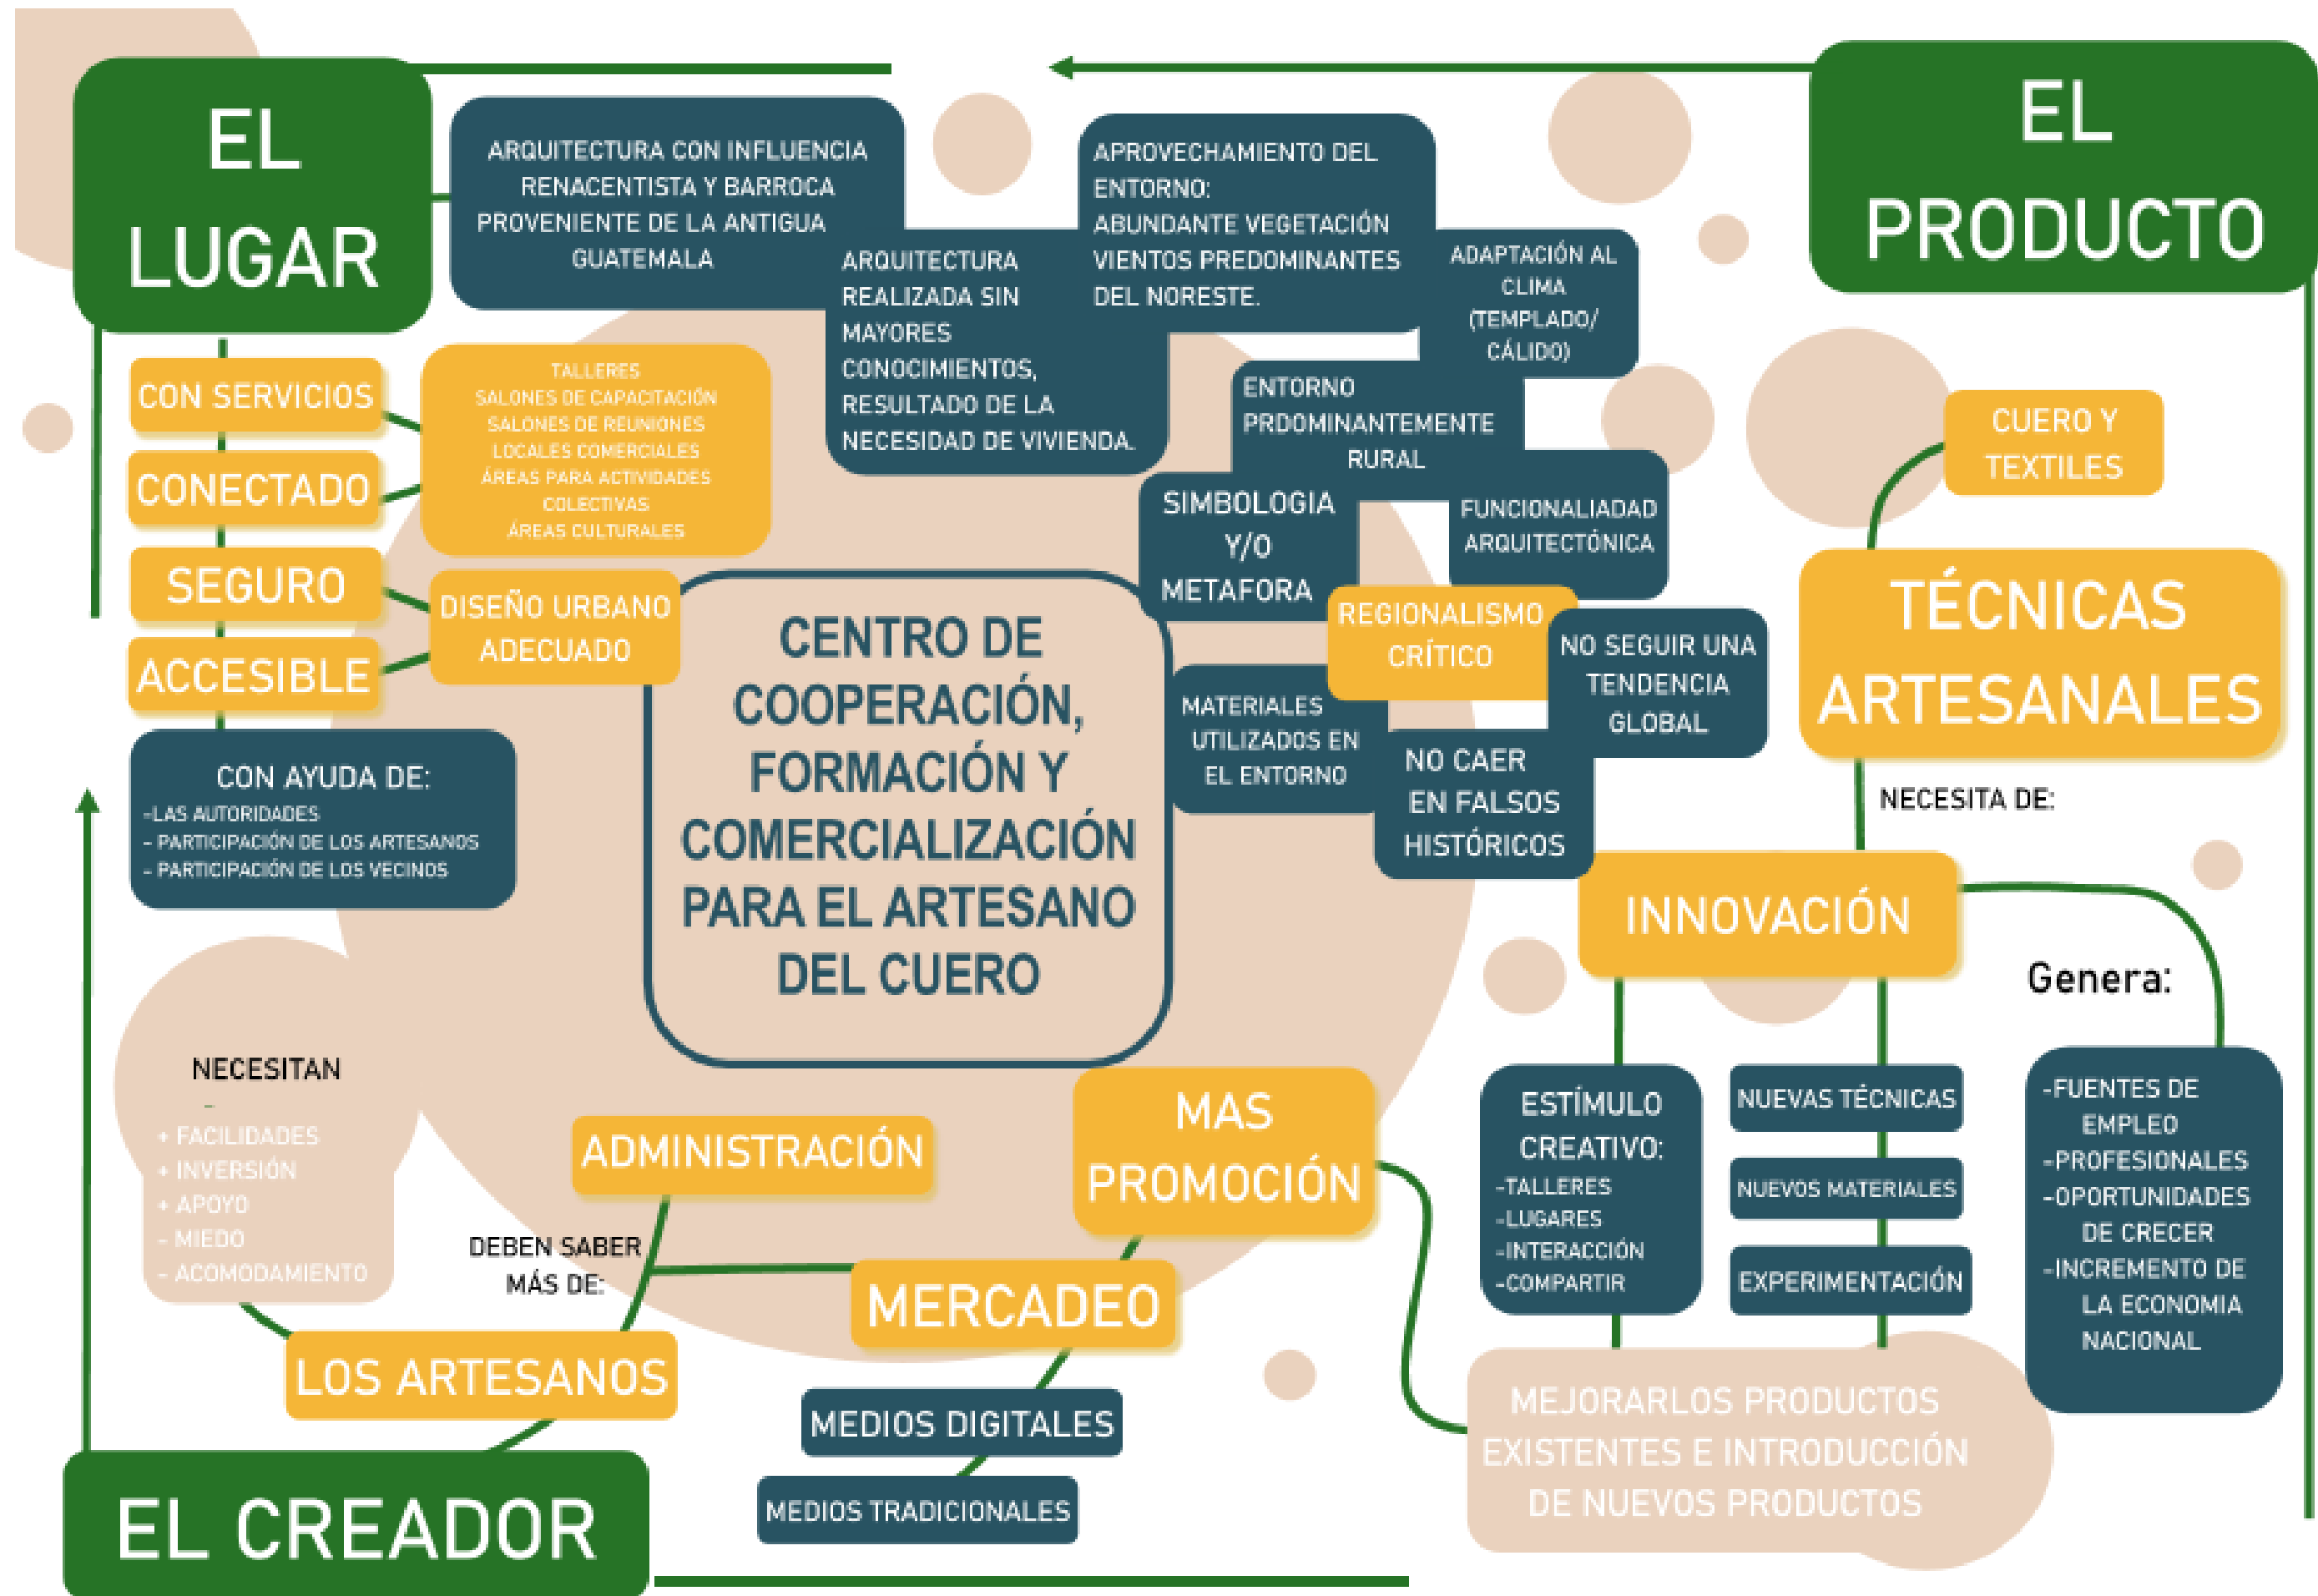 EL
LUGAR
ARQUITECTURA CON INFLUENCIA
RENACENTISTA Y BARROCA
PROVENIENTE DE LA ANTIGUA
GUATEMALA
ARQUITECTURA
REALIZADA SIN
MAYORES
CONOCIMIENTOS,
RESULTADO DE LA
NECESIDAD DE VIVIENDA.
APROVECHAMIENTO DEL
ENTORNO:
ABUNDANTE VEGETACIÓN
VIENTOS PREDOMINANTES
DEL NORESTE.
ADAPTACIÓN AL
CLIMA
(TEMPLADO/
CÁLIDO)
ENTORNO
PRDOMINANTEMENTE
RURAL
SIMBOLOGIA
Y/O
METAFORA
FUNCIONALIADAD
ARQUITECTÓNICA
REGIONALISMO
CRÍTICO
NO SEGUIR UNA
TENDENCIA
GLOBAL
MATERIALES
UTILIZADOS EN
EL ENTORNO
NO CAER
EN FALSOS
HISTÓRICOS
EL
PRODUCTO
CUERO Y
TEXTILES
TÉCNICAS
ARTESANALES
NECESITA DE:
INNOVACIÓN
Genera:
-FUENTES DE
EMPLEO
-PROFESIONALES
-OPORTUNIDADES
DE CRECER
-INCREMENTO DE
LA ECONOMIA
NACIONAL
ESTÍMULO
CREATIVO:
-TALLERES
-LUGARES
-INTERACCIÓN
-COMPARTIR
NUEVAS TÉCNICAS
NUEVOS MATERIALES
EXPERIMENTACIÓN
MEJORARLOS PRODUCTOS
EXISTENTES E INTRODUCCIÓN
DE NUEVOS PRODUCTOS
CON SERVICIOS
CONECTADO
SEGURO
ACCESIBLE
TALLERES
SALONES DE CAPACITACIÓN
SALONES DE REUNIONES
LOCALES COMERCIALES
ÁREAS PARA ACTIVIDADES
COLECTIVAS
ÁREAS CULTURALES
DISEÑO URBANO
ADECUADO
CON AYUDA DE:
-LAS AUTORIDADES
- PARTICIPACIÓN DE LOS ARTESANOS
- PARTICIPACIÓN DE LOS VECINOS
CENTRO DE
COOPERACIÓN,
FORMACIÓN Y
COMERCIALIZACIÓN
PARA EL ARTESANO
DEL CUERO
NECESITAN
-
+ FACILIDADES
+ INVERSIÓN
+ APOYO
- MIEDO
- ACOMODAMIENTO
LOS ARTESANOS
DEBEN SABER
MÁS DE:
ADMINISTRACIÓN
MERCADEO
MAS
PROMOCIÓN
MEDIOS DIGITALES
MEDIOS TRADICIONALES
EL CREADOR